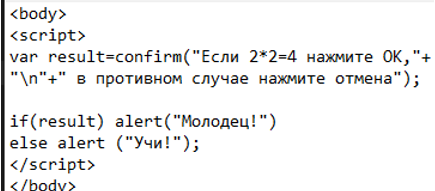 <body>
<script>
var result=confirm("Если 2*2=4 нажмите OK,"+
"\n"+" в противном случае нажмите отмена");
if(result) alert("Молодец!")
else alert ("Учи!");
</script>
</body>